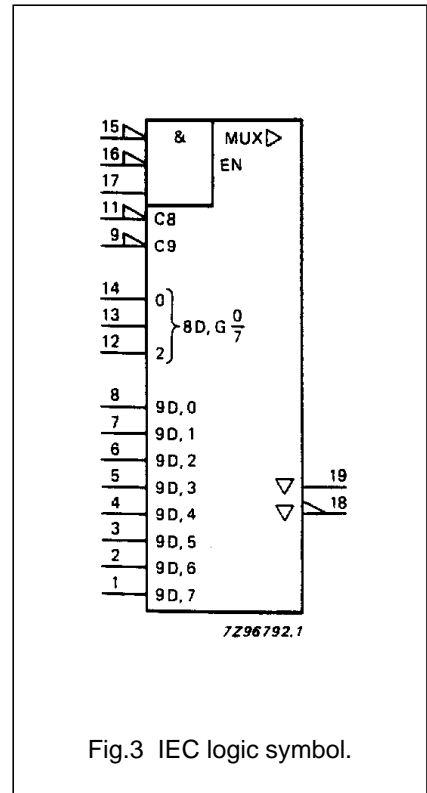 15 & MUX▷
16 EN
17
11 C8
9 C9
14 0
13 8D, G 0/7
12 2
8 9D, 0
7 9D, 1
6 9D, 2
5 9D, 3 ▽ 19
4 9D, 4 ▽ 18
3 9D, 5
2 9D, 6
1 9D, 7
7Z96792.1
Fig.3 IEC logic symbol.